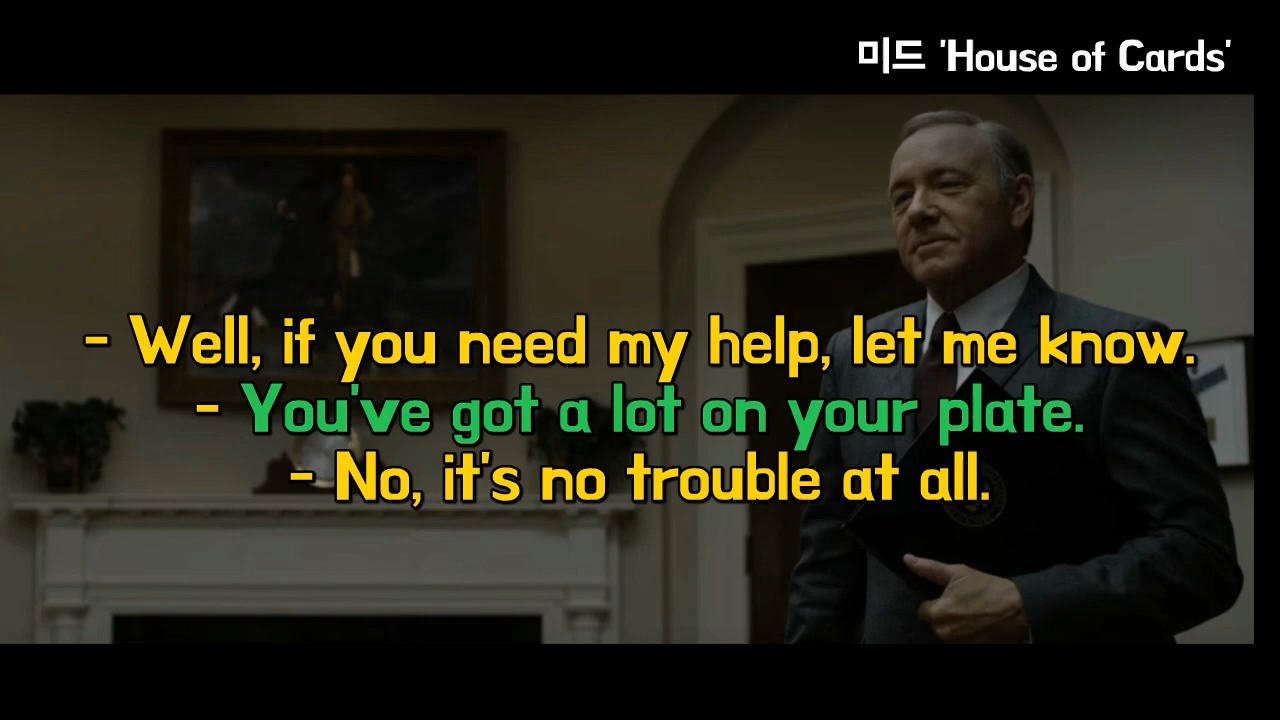 미드 'House of Cards'
- Well, if you need my help, let me know.
- You've got a lot on your plate.
- No, it's no trouble at all.